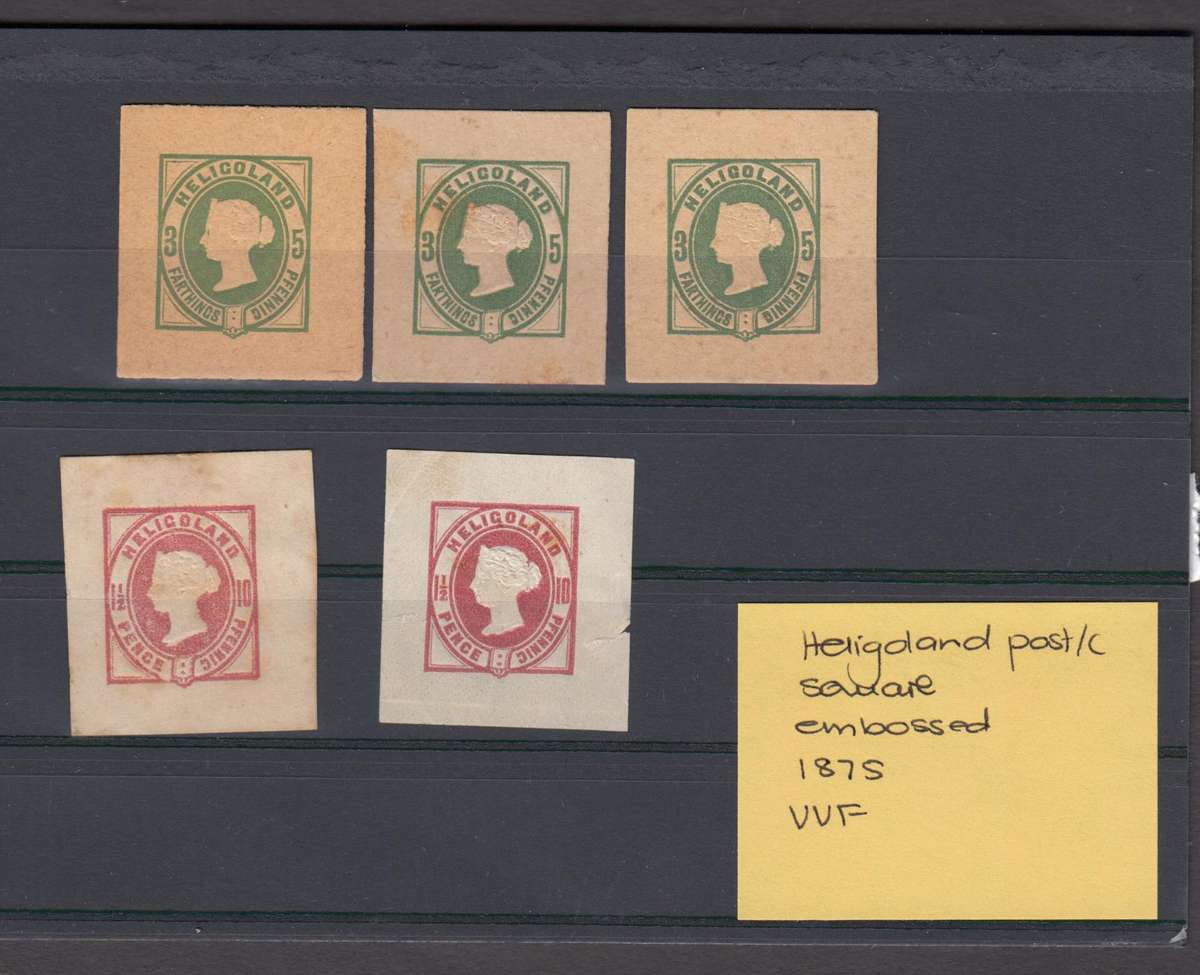 HELIGOLAND
3 5
FARTHINGS PFENNIG
HELIGOLAND
3 5
FARTHINGS PFENNIG
HELIGOLAND
3 5
FARTHINGS PFENNIG
HELIGOLAND
1½ 10
PENCE PFENNIG
HELIGOLAND
1½ 10
PENCE PFENNIG
Heligoland post/c
square
embossed
1875
VVF